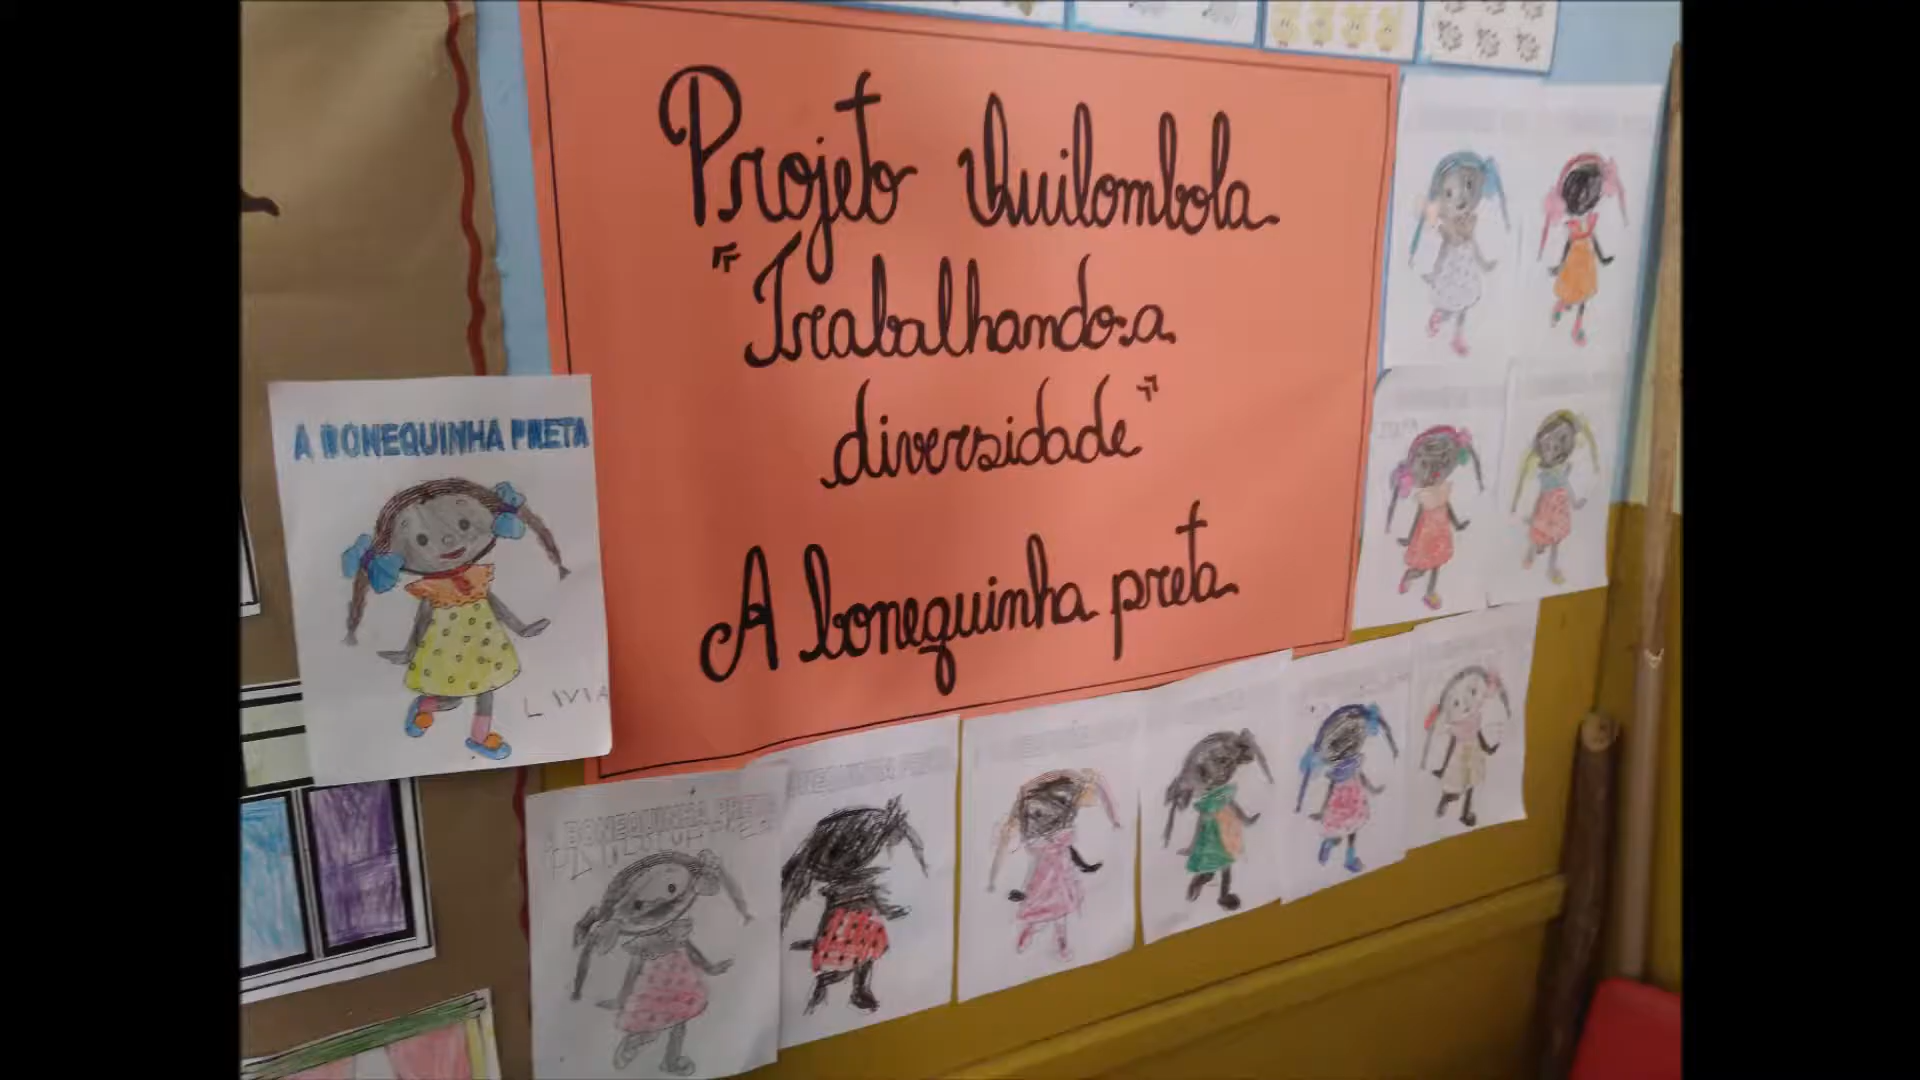 Projeto Quilombola
"Trabalhando a
diversidade"
A bonequinha preta
A BONEQUINHA PRETA
LIVIA
A BONEQUINHA PRETA
BONEQUINHA PRETA